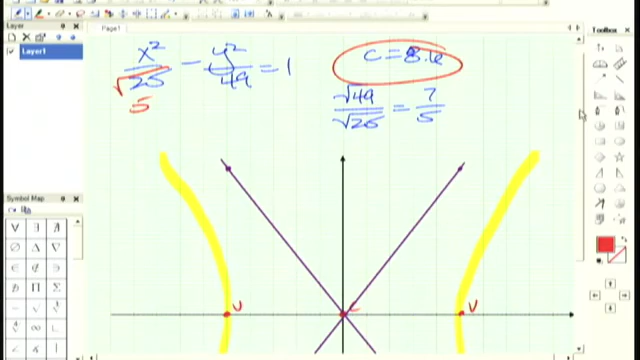 Page1
Toolbox
Layer
Layer1
x² / √25 − y² / 49 = 1
5
c = 8.6
√49 / √25 = 7 / 5
Symbol Map
∀ ∃ ∄
∅ ∆ ∇
∈ ∉ ∋
∏ Σ
V
C
V